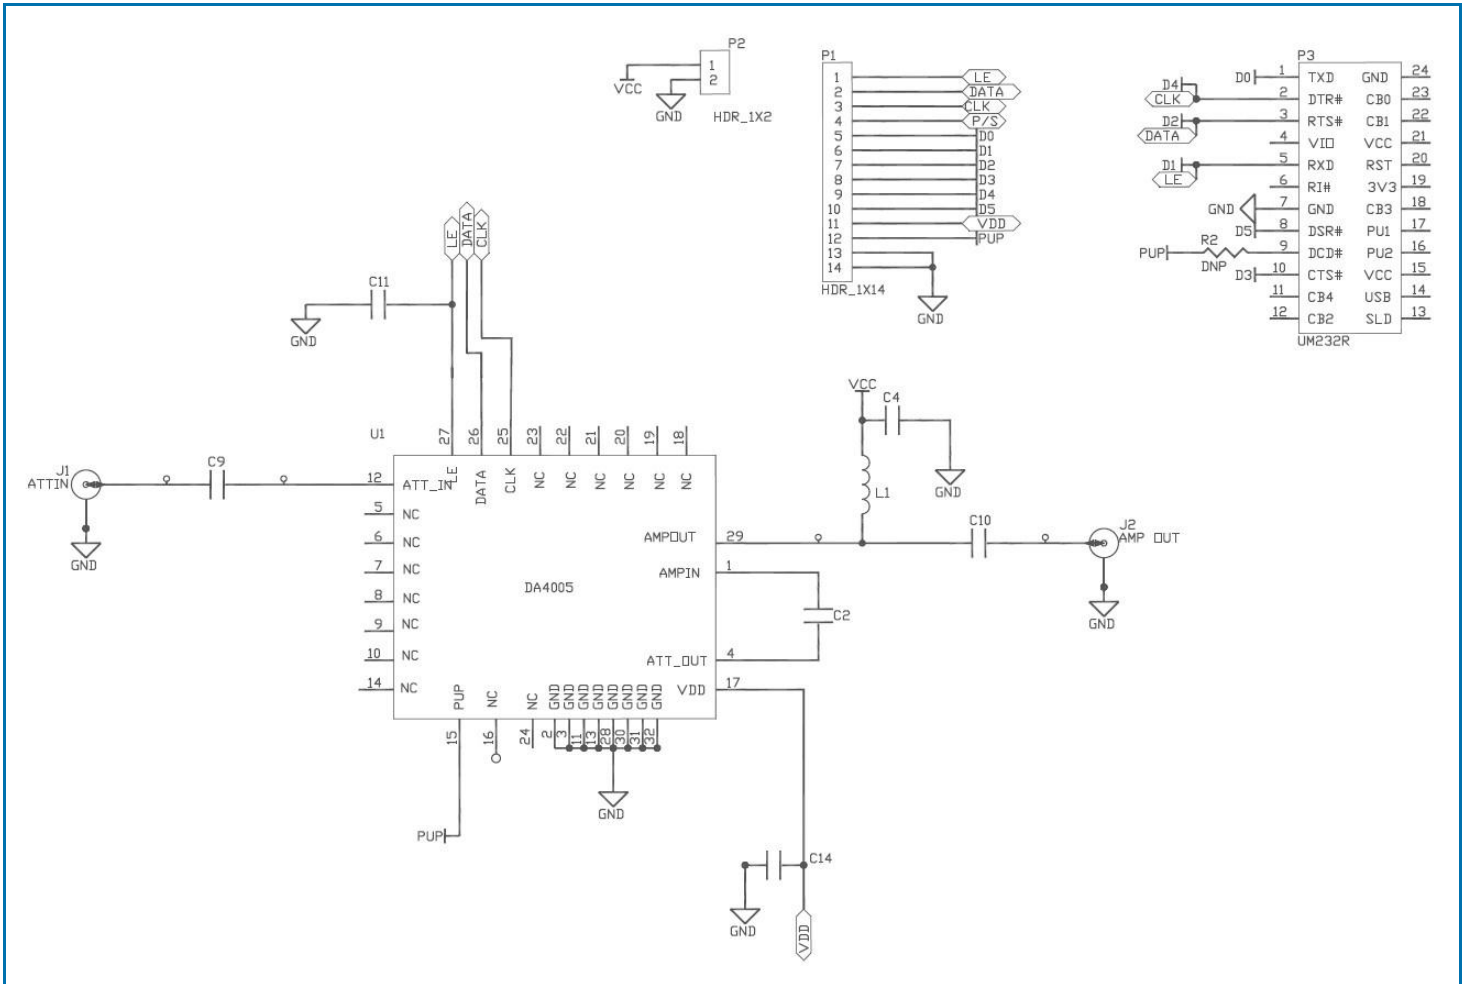 P2
1
2
VCC
GND
HDR_1X2
P1
1 LE
2 DATA
3 CLK
4 P/S
5 D0
6 D1
7 D2
8 D3
9 D4
10 D5
11 VDD
12 PUP
13
14
HDR_1X14
GND
P3
D0 1 TXD GND 24
D4
CLK 2 DTR# CB0 23
D2 3 RTS# CB1 22
DATA
4 VIO VCC 21
D1 5 RXD RST 20
LE
6 RI# 3V3 19
GND 7 GND CB3 18
D5 8 DSR# PU1 17
PUP R2 9 DCD# PU2 16
DNP
D3 10 CTS# VCC 15
11 CB4 USB 14
12 CB2 SLD 13
UM232R
LE DATA CLK
C11
GND
VCC
C4
GND
L1
U1
27 26 25 23 22 21 20 19 18
LE DATA CLK NC NC NC NC NC NC
J1
ATTIN
C9
GND
12 ATT_IN
5 NC
6 NC
7 NC
8 NC
9 NC
10 NC
14 NC
DA4005
AMPOUT 29
AMPIN 1
ATT_OUT 4
VDD 17
C10
J2
AMP OUT
GND
C2
PUP NC NC GND GND GND GND GND GND GND GND
15 16 24 2 3 11 13 28 30 31 32
GND
PUP
C14
GND
VDD